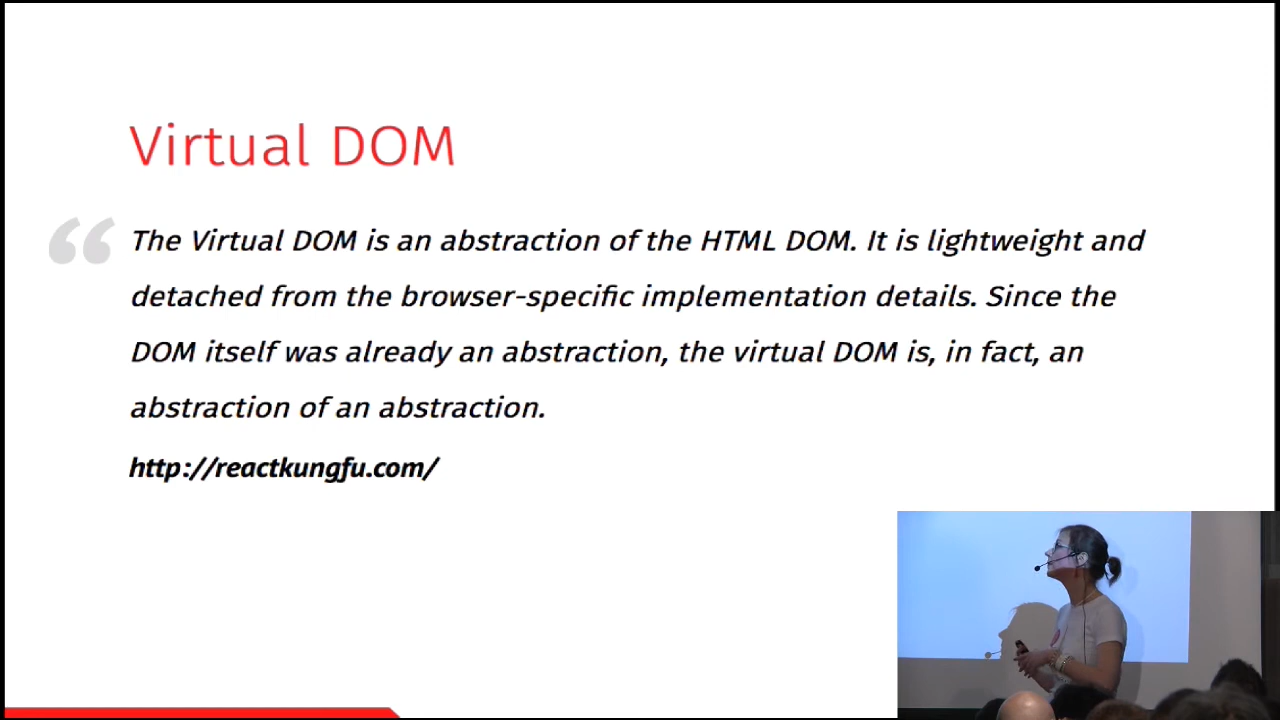 Virtual DOM
“
The Virtual DOM is an abstraction of the HTML DOM. It is lightweight and
detached from the browser-specific implementation details. Since the
DOM itself was already an abstraction, the virtual DOM is, in fact, an
abstraction of an abstraction.
http://reactkungfu.com/